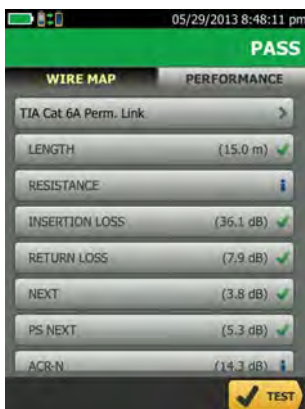 05/29/2013 8:48:11 pm
PASS
WIRE MAP PERFORMANCE
TIA Cat 6A Perm. Link
LENGTH (15.0 m)
RESISTANCE i
INSERTION LOSS (36.1 dB)
RETURN LOSS (7.9 dB)
NEXT (3.8 dB)
PS NEXT (5.3 dB)
ACR-N (14.3 dB) i
TEST